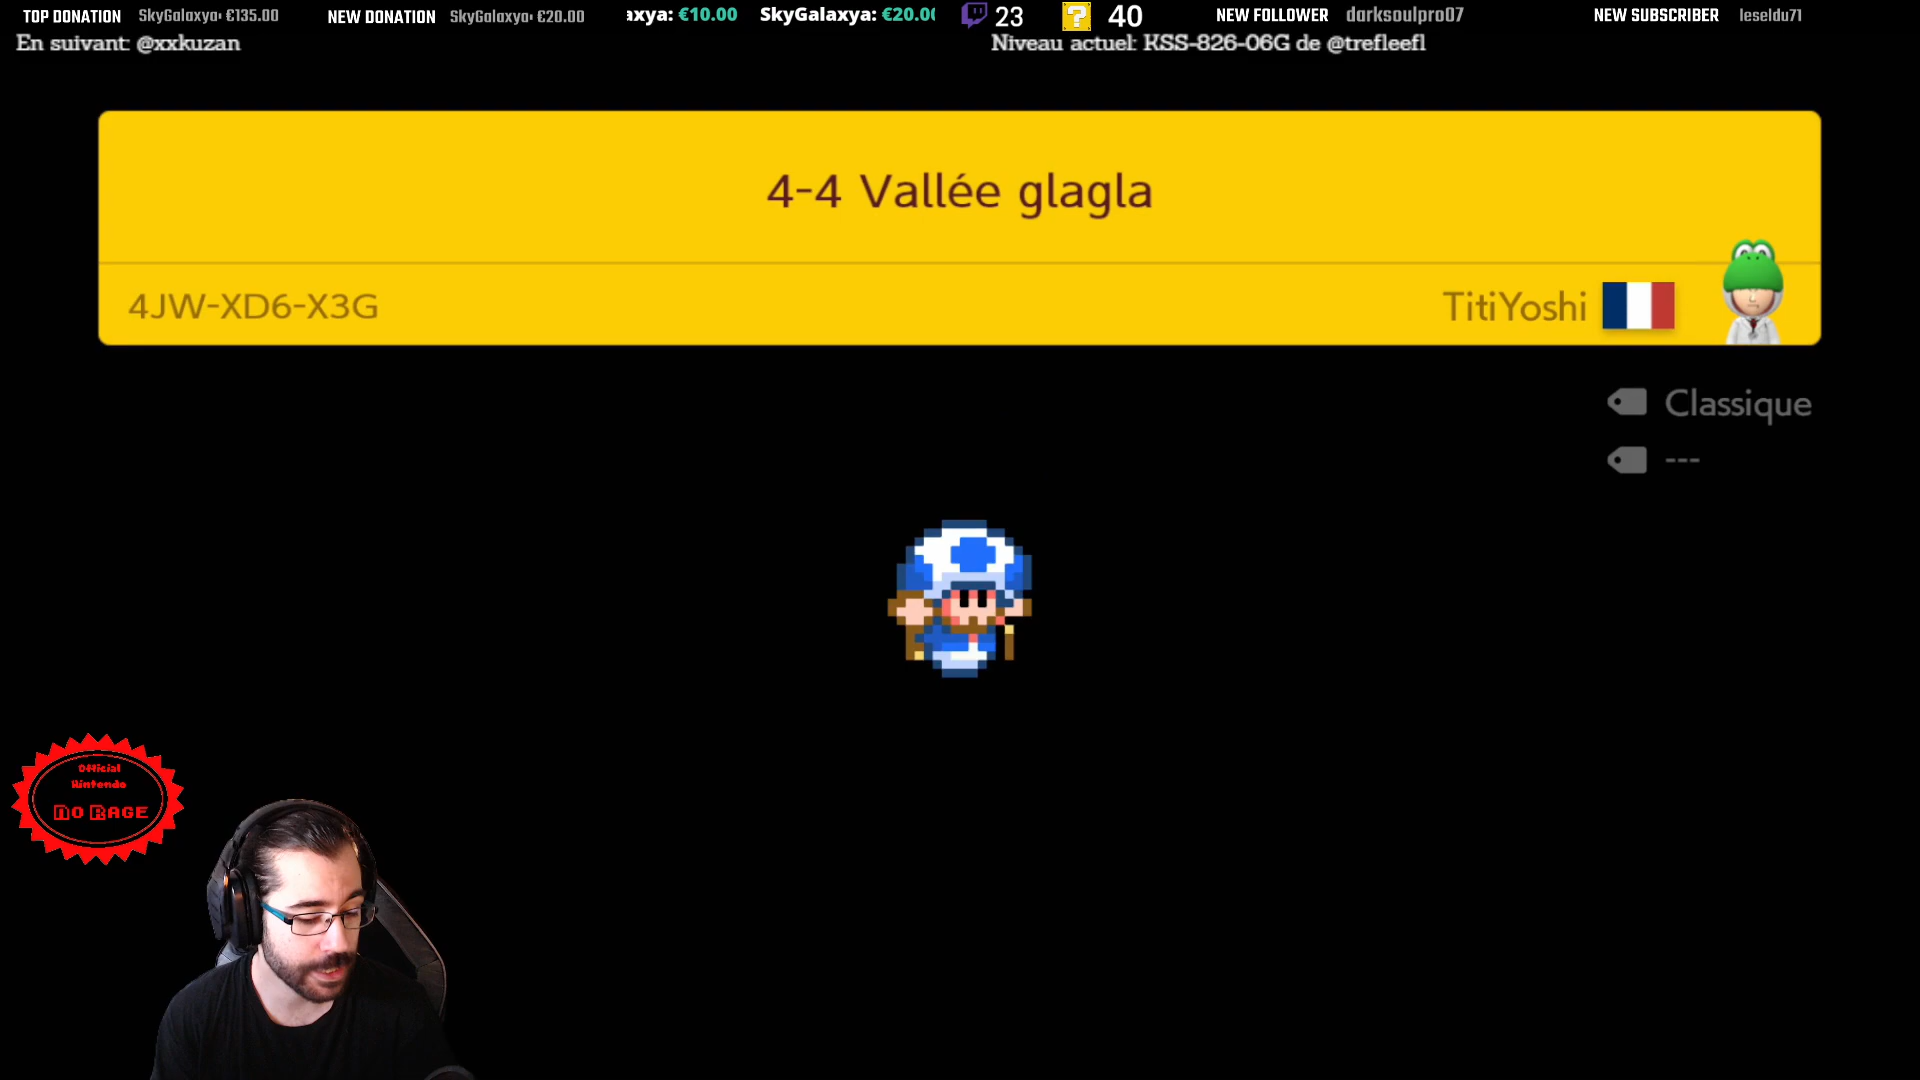 TOP DONATION SkyGalaxya: €135.00 NEW DONATION SkyGalaxya: €20.00 axya: €10.00 SkyGalaxya: €20.0 23 ? 40 NEW FOLLOWER darksoulpro07 NEW SUBSCRIBER leseldu71
En suivant: @xxkuzan Niveau actuel: KSS-826-06G de @trefleefl
4-4 Vallée glagla
4JW-XD6-X3G TitiYoshi
Classique
---
Official
Nintendo
No Rage